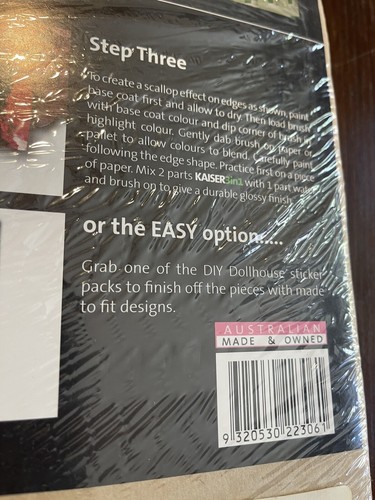 Step Three
To create a scallop effect on edges as shown, paint
base coat first and allow to dry. Then load brush
with base coat colour and dip corner of brush in
highlight colour. Gently dab brush on paper or
pallet to allow colours to blend. Carefully paint
following the edge shape. Practice first on a piece
of paper. Mix 2 parts KAISER3in1 with 1 part water
and brush on to give a durable glossy finish.
or the EASY option.....
Grab one of the DIY Dollhouse sticker
packs to finish off the pieces with made
to fit designs.
AUSTRALIAN
MADE & OWNED
9 320530 223061